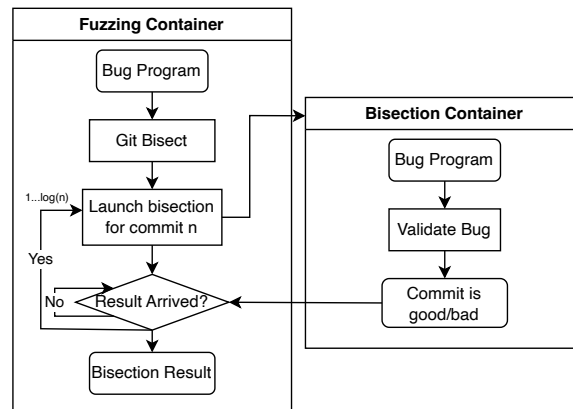 Fuzzing Container
Bug Program
Git Bisect
1...log(n)
Launch bisection
for commit n
Yes
No
Result Arrived?
Bisection Result
Bisection Container
Bug Program
Validate Bug
Commit is
good/bad